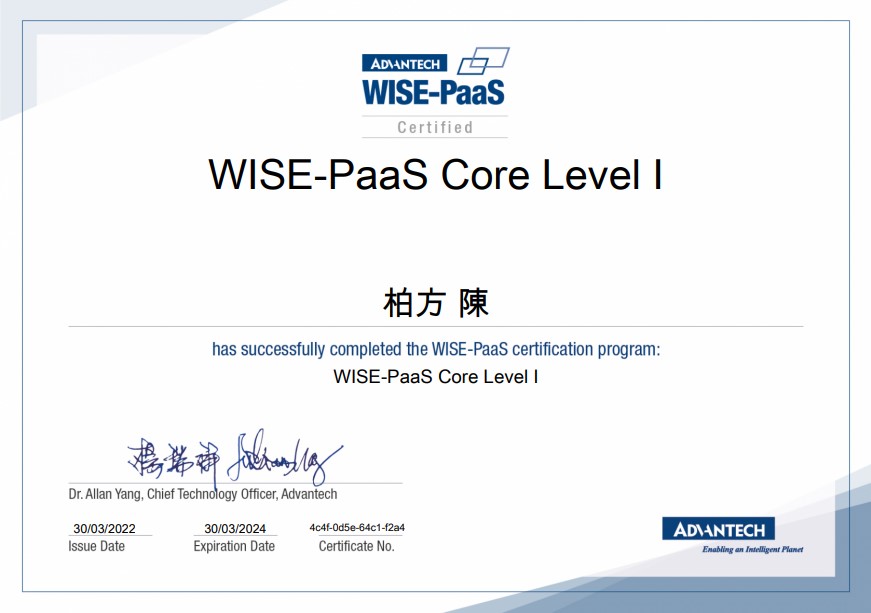 ADVANTECH
WISE-PaaS
Certified
WISE-PaaS Core Level I
柏方 陳
has successfully completed the WISE-PaaS certification program:
WISE-PaaS Core Level I
Dr. Allan Yang, Chief Technology Officer, Advantech
30/03/2022 30/03/2024 4c4f-0d5e-64c1-f2a4
Issue Date Expiration Date Certificate No.
ADVANTECH
Enabling an Intelligent Planet